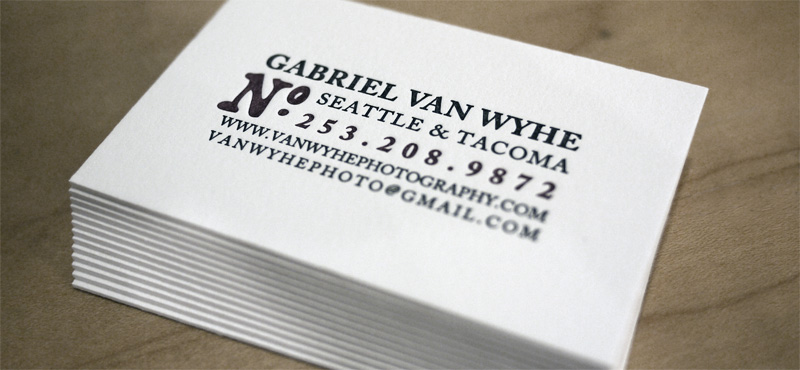 GABRIEL VAN WYHE
Nº. SEATTLE & TACOMA
253.208.9872
WWW.VANWYHEPHOTOGRAPHY.COM
VANWYHEPHOTO@GMAIL.COM